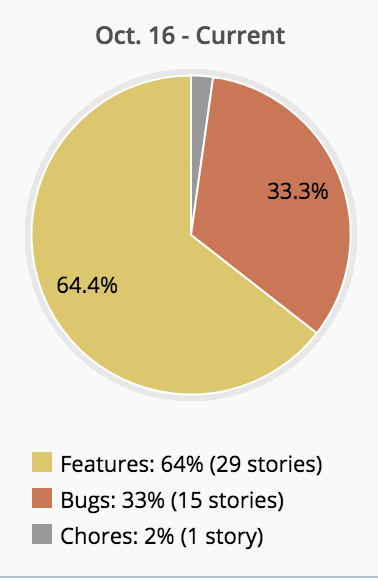 Oct. 16 - Current
33.3%
64.4%
Features: 64% (29 stories)
Bugs: 33% (15 stories)
Chores: 2% (1 story)